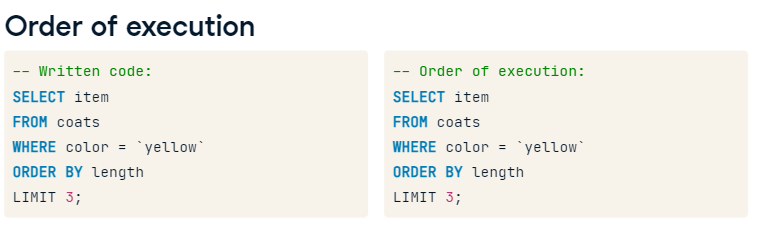 Order of execution
-- Written code:
SELECT item
FROM coats
WHERE color = `yellow`
ORDER BY length
LIMIT 3;
-- Order of execution:
SELECT item
FROM coats
WHERE color = `yellow`
ORDER BY length
LIMIT 3;